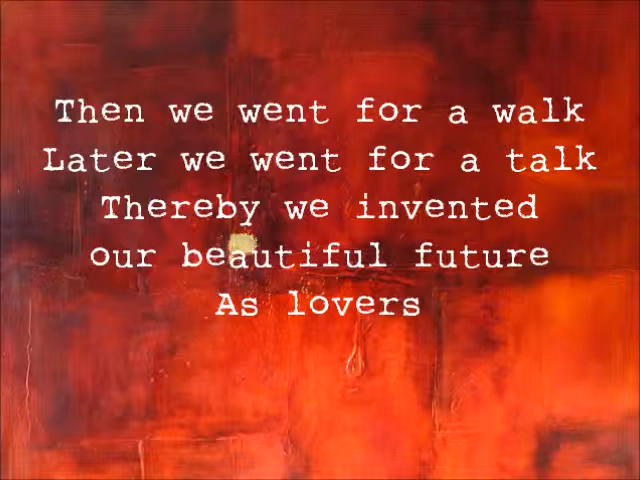 Then we went for a walk
Later we went for a talk
Thereby we invented
our beautiful future
As lovers